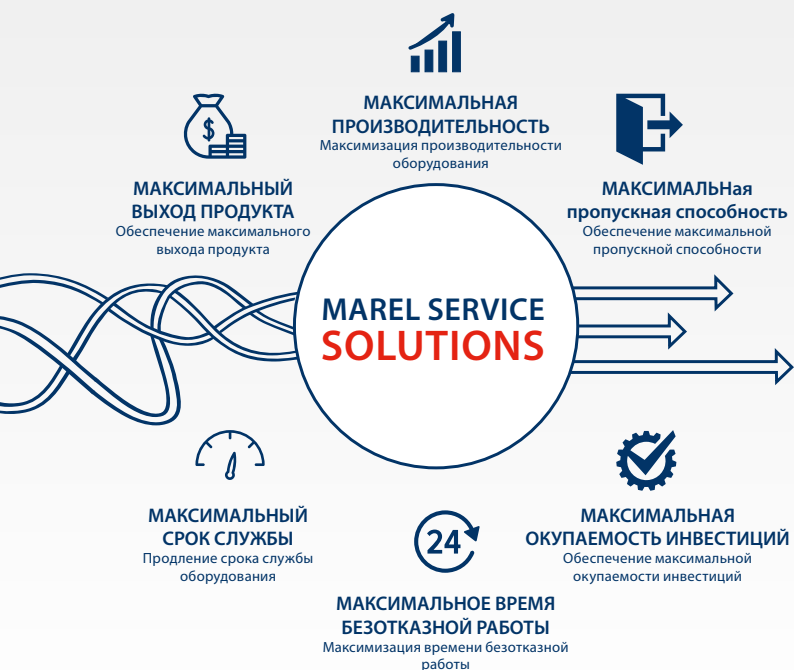 МАКСИМАЛЬНАЯ
ПРОИЗВОДИТЕЛЬНОСТЬ
Максимизация производительности
оборудования
$
МАКСИМАЛЬНЫЙ
ВЫХОД ПРОДУКТА
Обеспечение максимального
выхода продукта
МАКСИМАЛЬНая
пропускная способность
Обеспечение максимальной
пропускной способности
MAREL SERVICE
SOLUTIONS
МАКСИМАЛЬНЫЙ
СРОК СЛУЖБЫ
Продление срока службы
оборудования
24
МАКСИМАЛЬНОЕ ВРЕМЯ
БЕЗОТКАЗНОЙ РАБОТЫ
Максимизация времени безотказной
работы
МАКСИМАЛЬНАЯ
ОКУПАЕМОСТЬ ИНВЕСТИЦИЙ
Обеспечение максимальной
окупаемости инвестиций